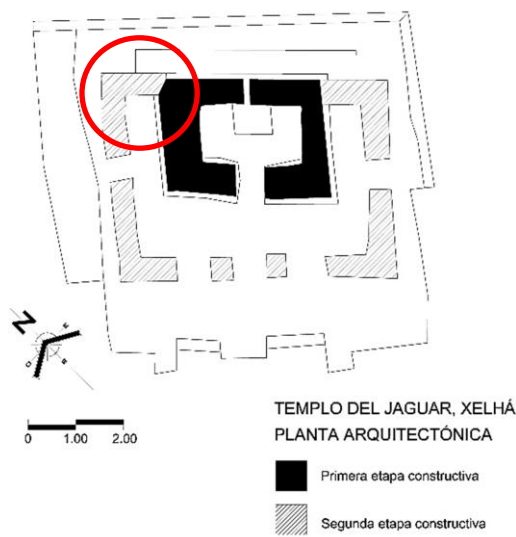 N
0 1.00 2.00
TEMPLO DEL JAGUAR, XELHÁ
PLANTA ARQUITECTÓNICA
Primera etapa constructiva
Segunda etapa constructiva